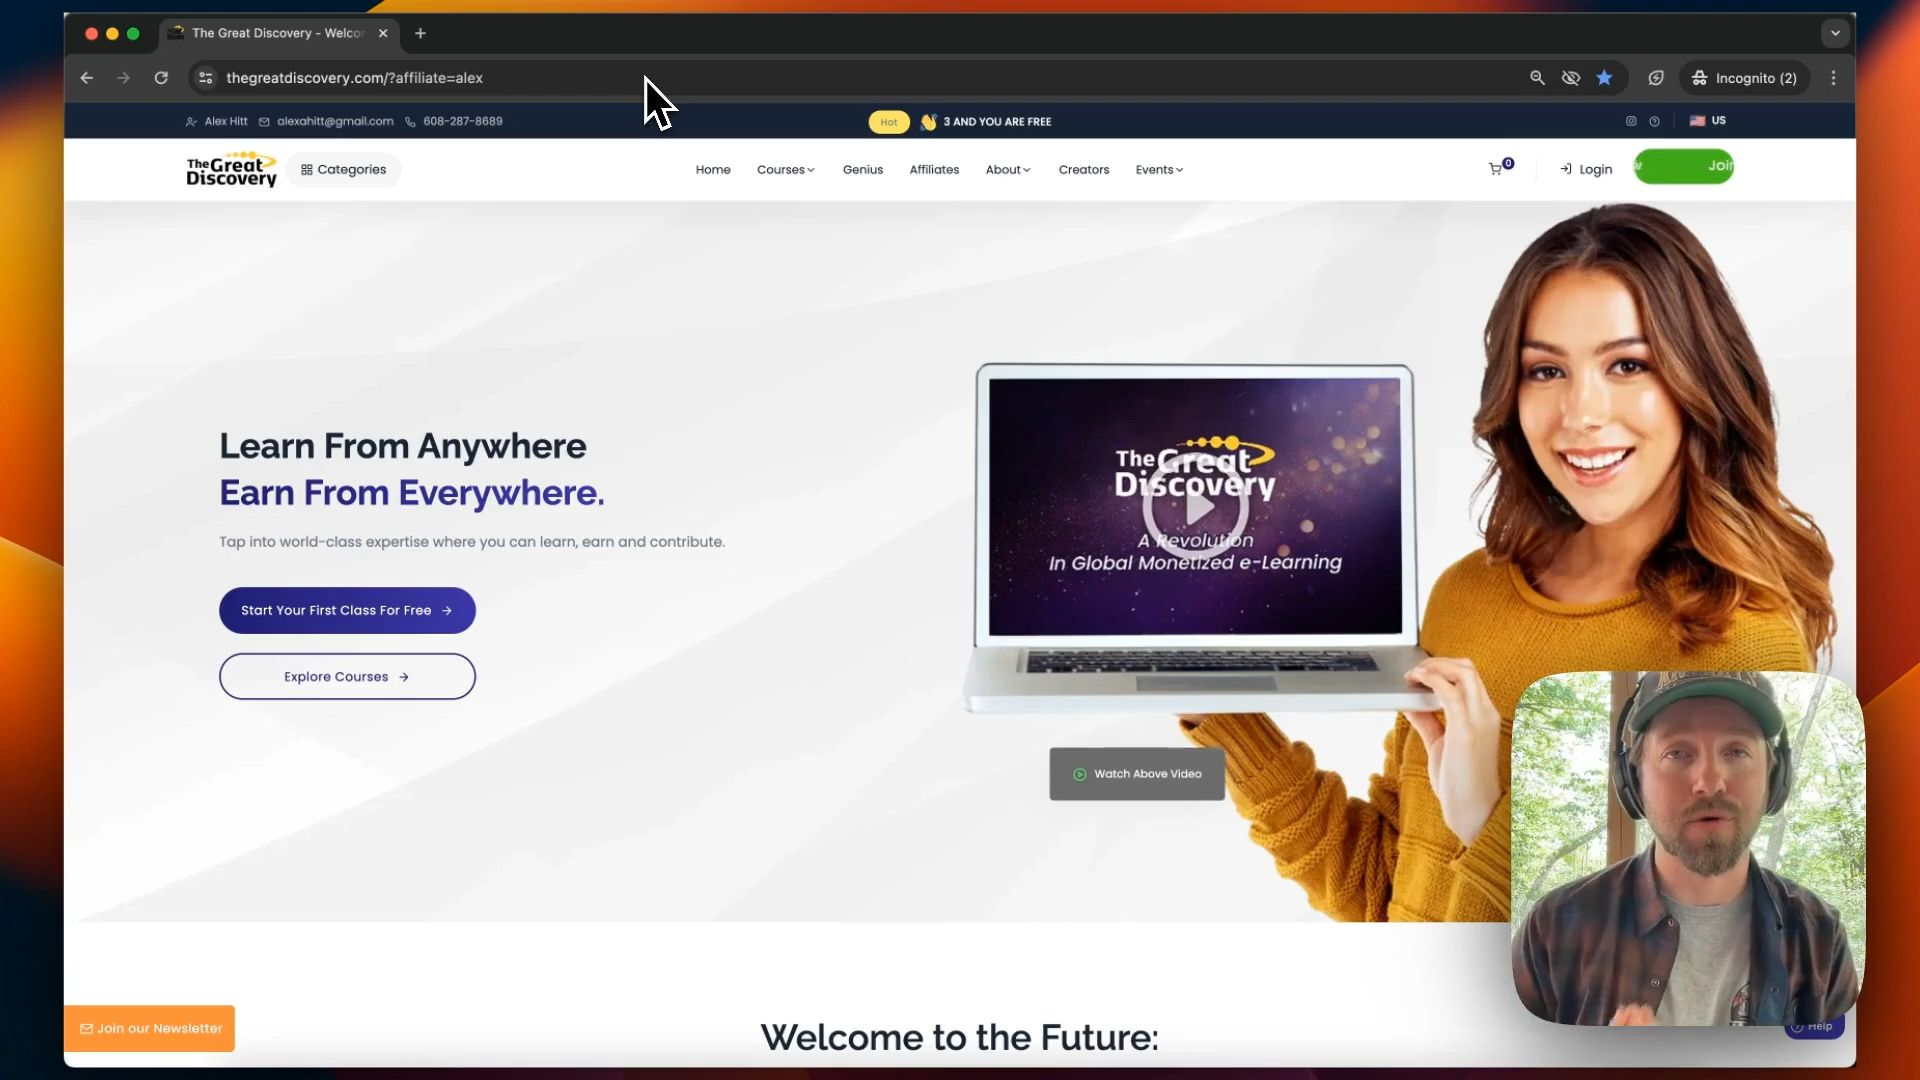 The Great Discovery - Welco
thegreatdiscovery.com/?affiliate=alex
Incognito (2)
Alex Hitt alexahitt@gmail.com 608-287-8689
Hot 👋 3 AND YOU ARE FREE
US
The Great Discovery
Categories
Home Courses Genius Affiliates About Creators Events
0
Login
Join
Learn From Anywhere
Earn From Everywhere.
Tap into world-class expertise where you can learn, earn and contribute.
Start Your First Class For Free →
Explore Courses →
The Great
Discovery
A Revolution
In Global Monetized e-Learning
Watch Above Video
Join our Newsletter
Welcome to the Future:
Help